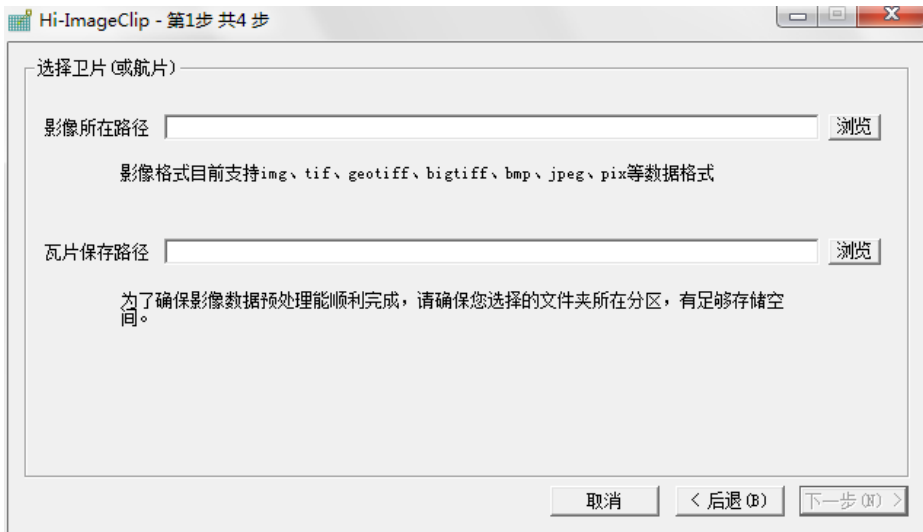 Hi-ImageClip - 第1步 共4 步
选择卫片(或航片)
影像所在路径
浏览
影像格式目前支持img、tif、geotiff、bigtiff、bmp、jpeg、pix等数据格式
瓦片保存路径
浏览
为了确保影像数据预处理能顺利完成，请确保您选择的文件夹所在分区，有足够存储空
间。
取消
< 后退(B)
下一步(N) >